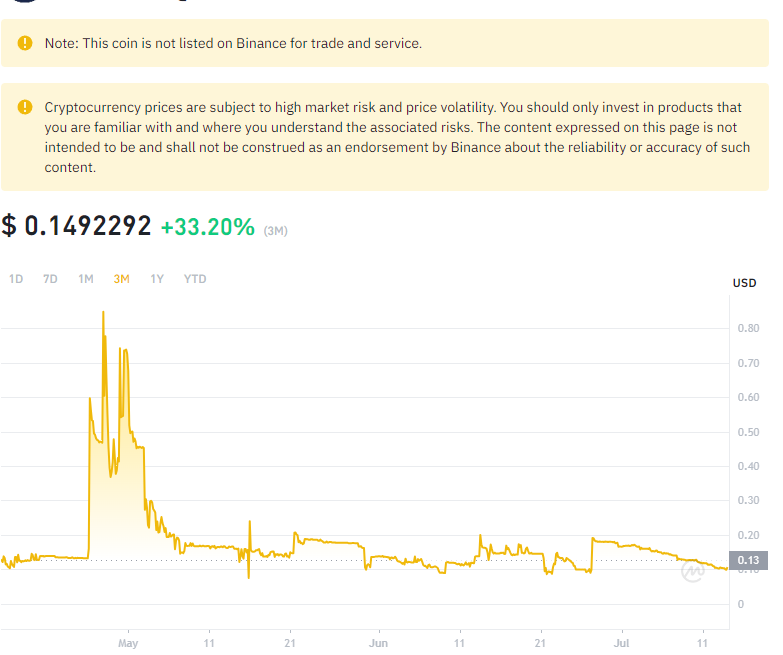 Note: This coin is not listed on Binance for trade and service.
Cryptocurrency prices are subject to high market risk and price volatility. You should only invest in products that
you are familiar with and where you understand the associated risks. The content expressed on this page is not
intended to be and shall not be construed as an endorsement by Binance about the reliability or accuracy of such
content.
$ 0.1492292 +33.20% (3M)
1D 7D 1M 3M 1Y YTD
USD
0.80
0.70
0.60
0.50
0.40
0.30
0.20
0.13
0
May 11 21 Jun 11 21 Jul 11